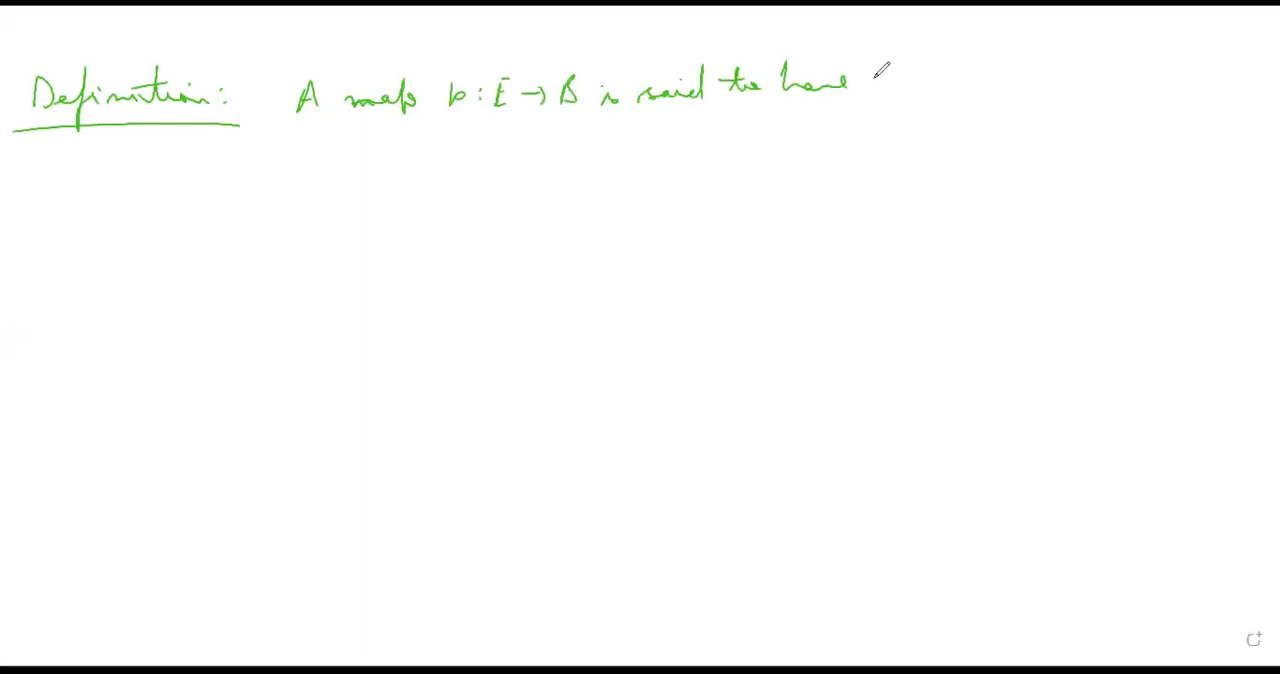 Definition: A map p : E → B is said to have